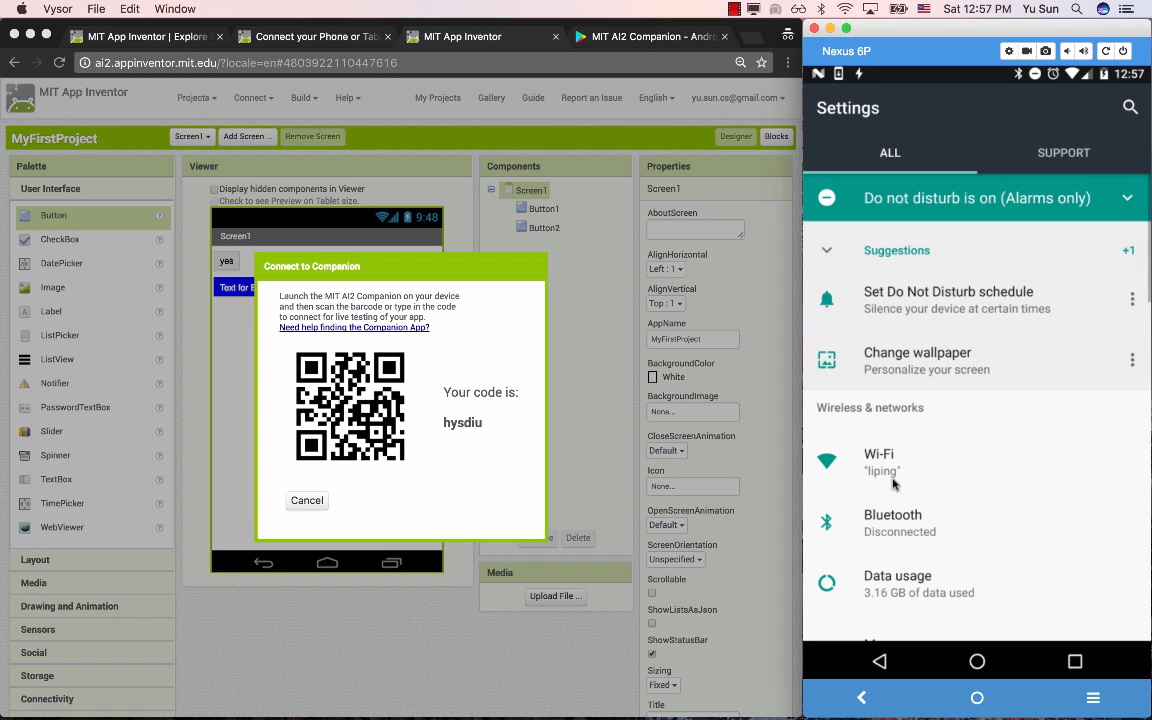 Vysor File Edit Window
Sat 12:57 PM Yu Sun
MIT App Inventor | Explore
Connect your Phone or Tab
MIT App Inventor
MIT AI2 Companion - Andro
ai2.appinventor.mit.edu/?locale=en#4803922110447616
MIT App Inventor
Projects Connect Build Help
My Projects Gallery Guide Report an Issue English yu.sun.cs@gmail.com
MyFirstProject
Screen1 Add Screen ... Remove Screen
Designer Blocks
Palette
User Interface
Button
CheckBox
DatePicker
Image
Label
ListPicker
ListView
Notifier
PasswordTextBox
Slider
Spinner
TextBox
TimePicker
WebViewer
Layout
Media
Drawing and Animation
Sensors
Social
Storage
Connectivity
Viewer
Display hidden components in Viewer
Check to see Preview on Tablet size.
9:48
Screen1
yes
Text for B
Connect to Companion
Launch the MIT AI2 Companion on your device
and then scan the barcode or type in the code
to connect for live testing of your app.
Need help finding the Companion App?
Your code is:
hysdiu
Cancel
Components
Screen1
Button1
Button2
Delete
Media
Upload File ...
Properties
Screen1
AboutScreen
AlignHorizontal
Left : 1
AlignVertical
Top : 1
AppName
MyFirstProject
BackgroundColor
White
BackgroundImage
None...
CloseScreenAnimation
Default
Icon
None...
OpenScreenAnimation
Default
ScreenOrientation
Unspecified
Scrollable
ShowListsAsJson
ShowStatusBar
Sizing
Fixed
Title
Nexus 6P
12:57
Settings
ALL SUPPORT
Do not disturb is on (Alarms only)
Suggestions +1
Set Do Not Disturb schedule
Silence your device at certain times
Change wallpaper
Personalize your screen
Wireless & networks
Wi-Fi
"liping"
Bluetooth
Disconnected
Data usage
3.16 GB of data used